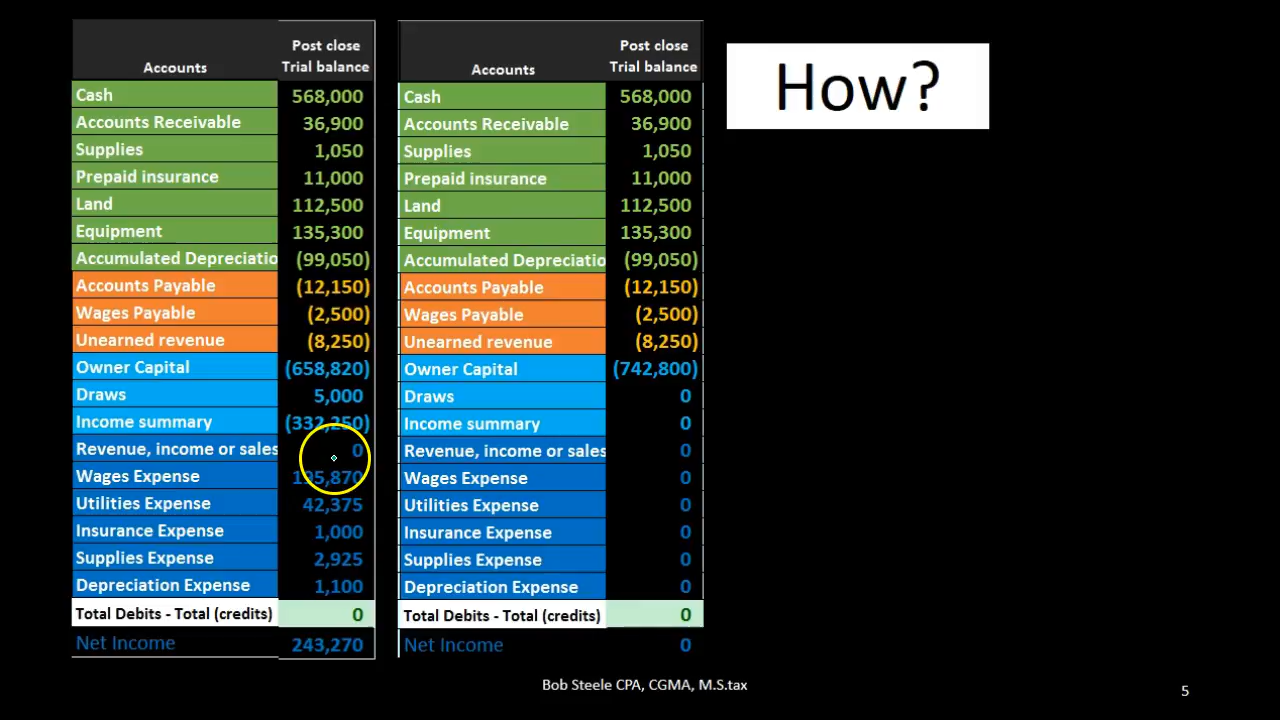 Accounts
Post close
Trial balance
Cash 568,000
Accounts Receivable 36,900
Supplies 1,050
Prepaid insurance 11,000
Land 112,500
Equipment 135,300
Accumulated Depreciatio (99,050)
Accounts Payable (12,150)
Wages Payable (2,500)
Unearned revenue (8,250)
Owner Capital (658,820)
Draws 5,000
Income summary (332,250)
Revenue, income or sales 0
Wages Expense 195,870
Utilities Expense 42,375
Insurance Expense 1,000
Supplies Expense 2,925
Depreciation Expense 1,100
Total Debits - Total (credits) 0
Net Income 243,270
Accounts
Post close
Trial balance
Cash 568,000
Accounts Receivable 36,900
Supplies 1,050
Prepaid insurance 11,000
Land 112,500
Equipment 135,300
Accumulated Depreciatio (99,050)
Accounts Payable (12,150)
Wages Payable (2,500)
Unearned revenue (8,250)
Owner Capital (742,800)
Draws 0
Income summary 0
Revenue, income or sales 0
Wages Expense 0
Utilities Expense 0
Insurance Expense 0
Supplies Expense 0
Depreciation Expense 0
Total Debits - Total (credits) 0
Net Income 0
How?
Bob Steele CPA, CGMA, M.S.tax
5